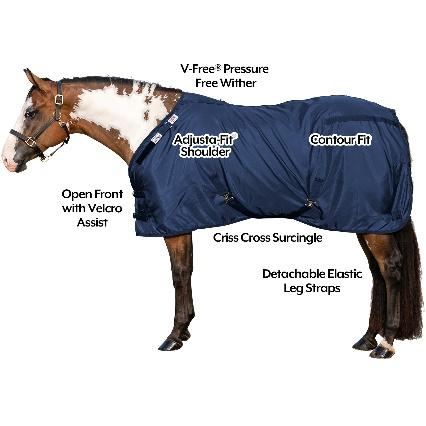 V-Free® Pressure
Free Wither
Adjusta-Fit®
Shoulder
Contour Fit
Open Front
with Velcro
Assist
Criss Cross Surcingle
Detachable Elastic
Leg Straps